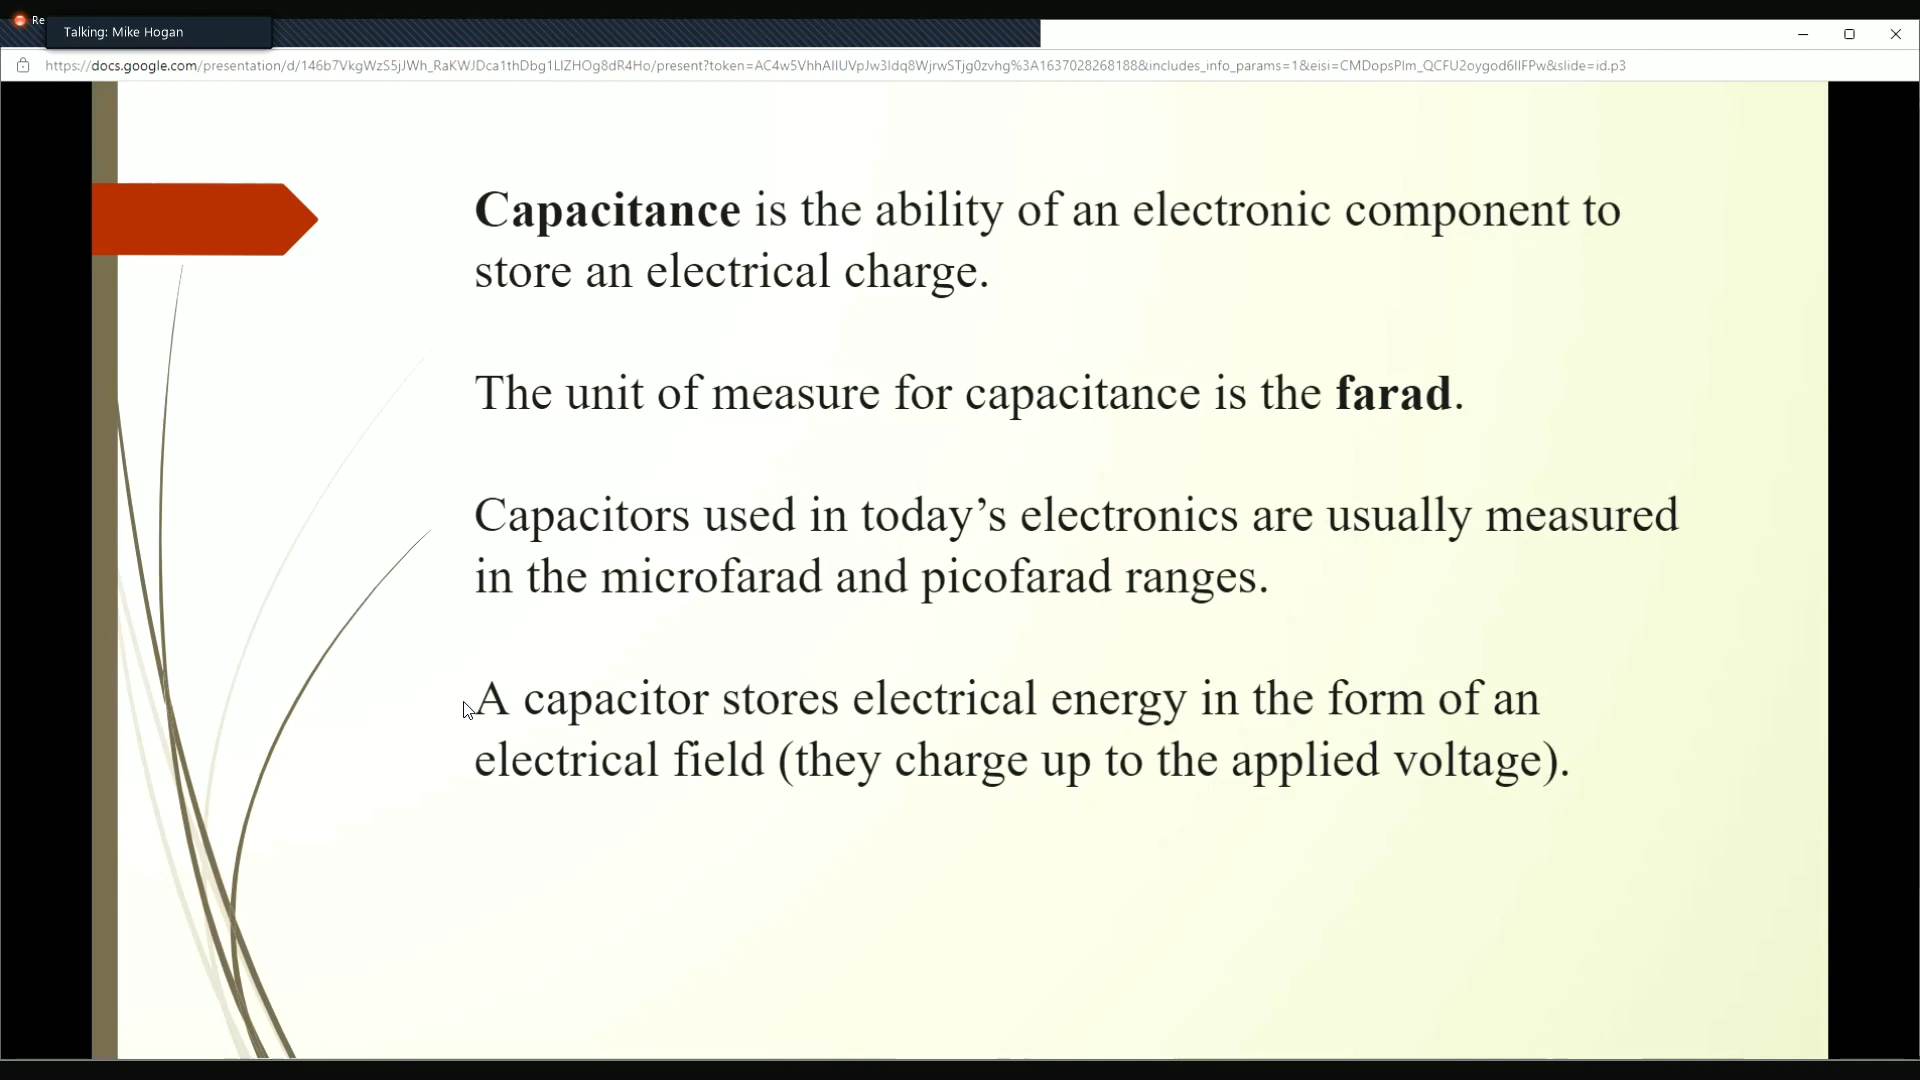 Re
Talking: Mike Hogan
https://docs.google.com/presentation/d/146b7VkgWzS5jJWh_RaKWJDca1thDbg1LlZHOg8dR4Ho/present?token=AC4w5VhhAIlUVpJw3Idq8WjrwSTjg0zvhg%3A1637028268188&includes_info_params=1&eisi=CMDopsPlm_QCFU2oygod6lIFPw&slide=id.p3
Capacitance is the ability of an electronic component to
store an electrical charge.
The unit of measure for capacitance is the farad.
Capacitors used in today’s electronics are usually measured
in the microfarad and picofarad ranges.
A capacitor stores electrical energy in the form of an
electrical field (they charge up to the applied voltage).